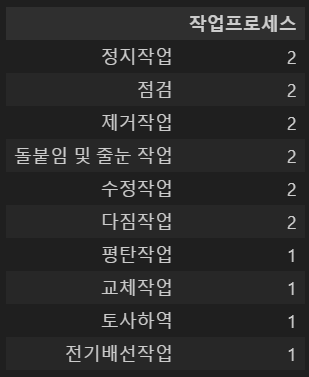 작업프로세스
정지작업 2
점검 2
제거작업 2
돌붙임 및 줄눈 작업 2
수정작업 2
다짐작업 2
평탄작업 1
교체작업 1
토사하역 1
전기배선작업 1